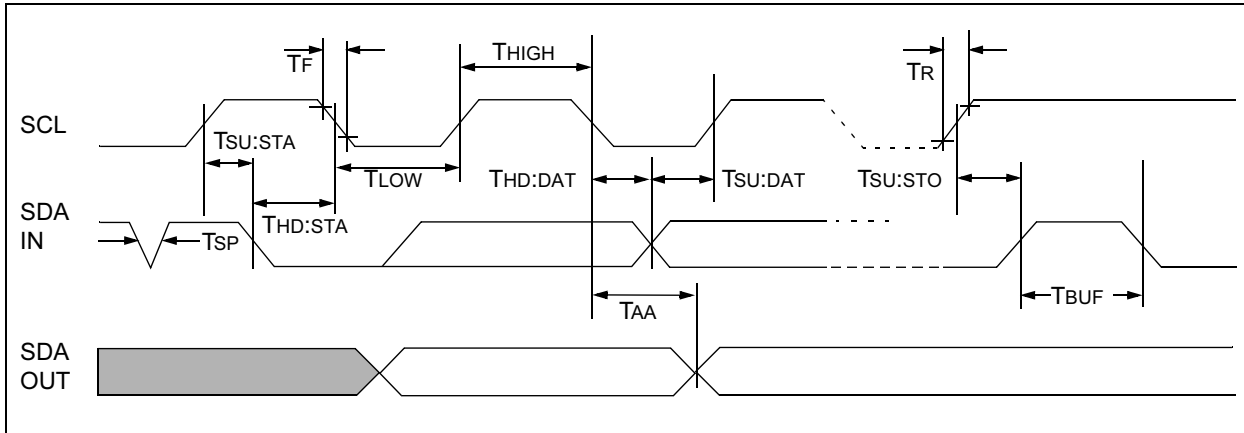 TF
THIGH
TR
SCL
TSU:STA
TLOW
THD:DAT
TSU:DAT
TSU:STO
SDA
IN
THD:STA
TSP
TAA
TBUF
SDA
OUT